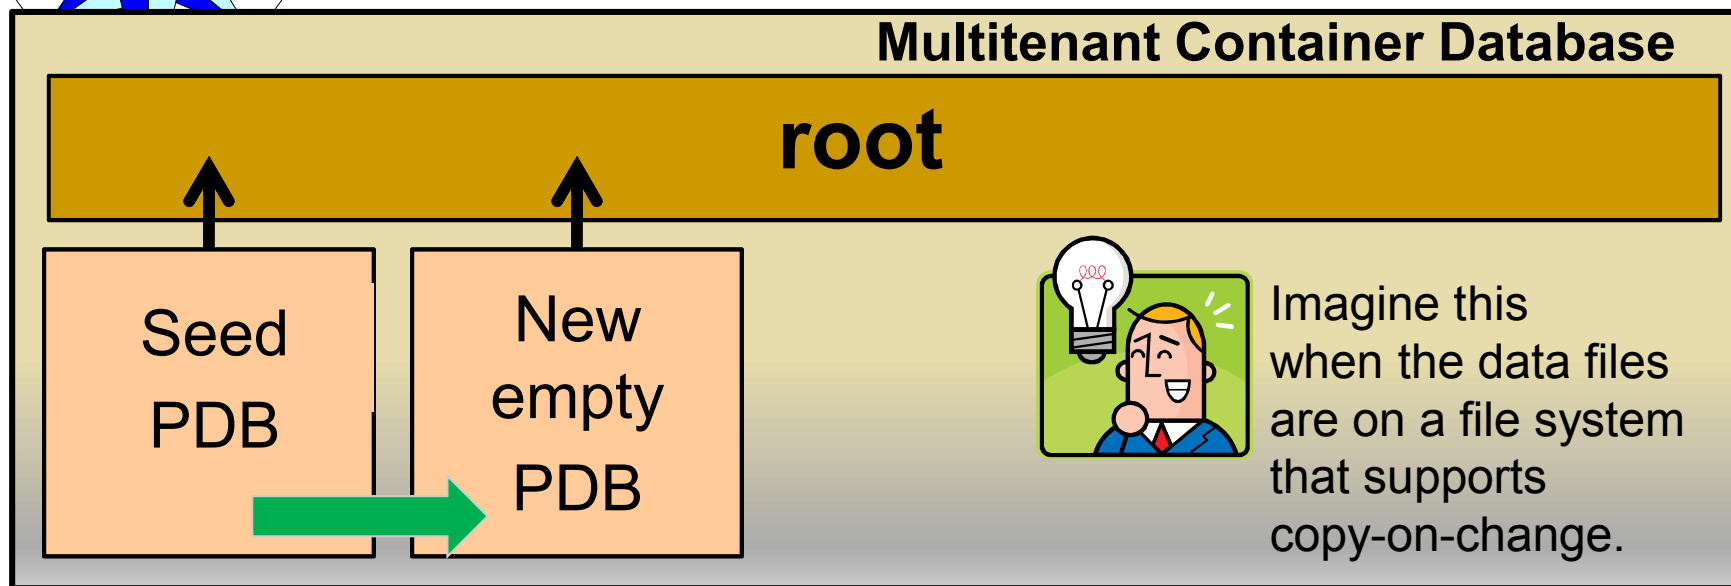 Multitenant Container Database
root
Seed
PDB
New
empty
PDB
Imagine this
when the data files
are on a file system
that supports
copy-on-change.